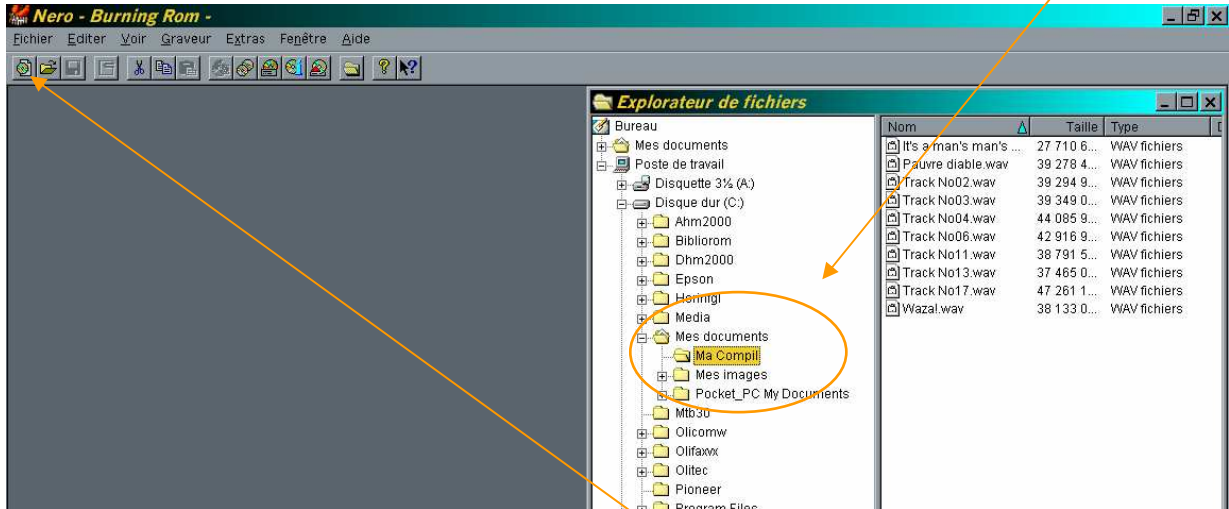 Nero - Burning Rom -
Fichier Editer Voir Graveur Extras Fenêtre Aide
Explorateur de fichiers
Bureau
Mes documents
Poste de travail
Disquette 3½ (A:)
Disque dur (C:)
Ahm2000
Bibliorom
Dhm2000
Epson
Media
Mes documents
Ma Compil
Mes images
Pocket_PC My Documents
Mtb30
Olicomw
Olifaxvx
Olitec
Pioneer
Program Files
Nom Taille Type
It's a man's man's ... 27 710 6... WAV fichiers
Pauvre diable.wav 39 278 4... WAV fichiers
Track No02.wav 39 294 9... WAV fichiers
Track No03.wav 39 349 0... WAV fichiers
Track No04.wav 44 085 9... WAV fichiers
Track No06.wav 42 916 9... WAV fichiers
Track No11.wav 38 791 5... WAV fichiers
Track No13.wav 37 465 0... WAV fichiers
Track No17.wav 47 261 1... WAV fichiers
Wazal.wav 38 133 0... WAV fichiers